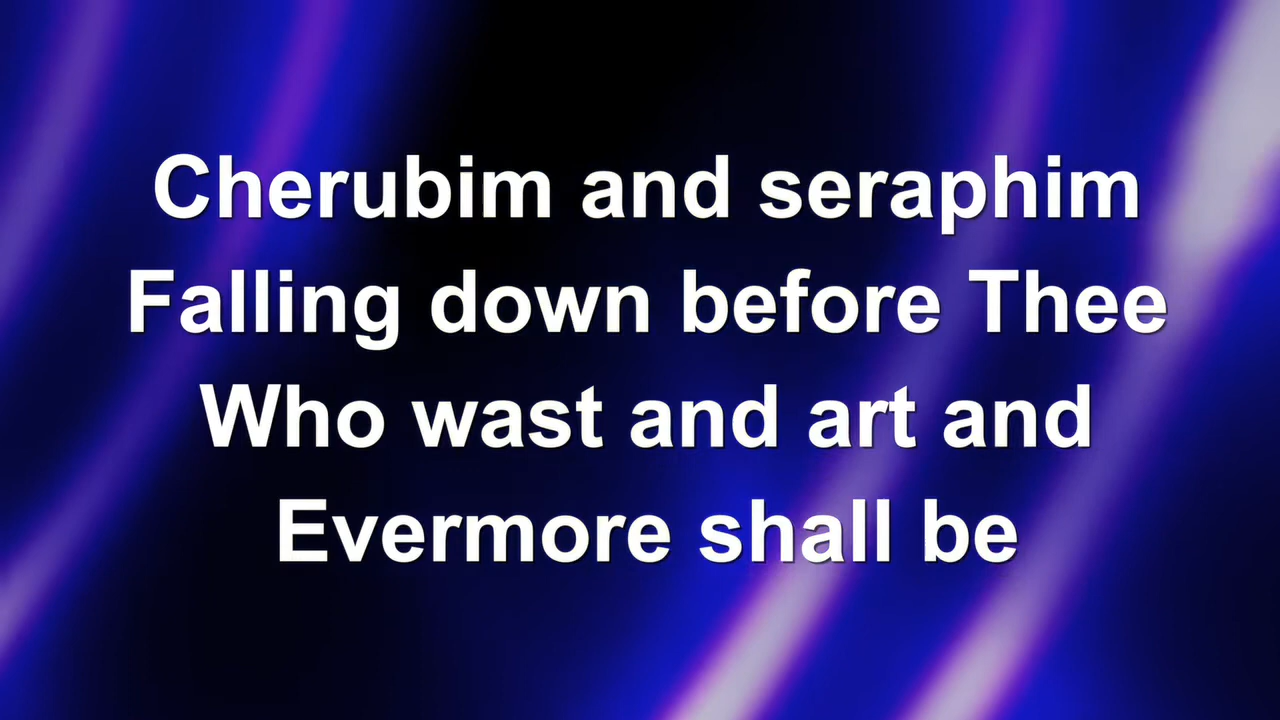 Cherubim and seraphim
Falling down before Thee
Who wast and art and
Evermore shall be